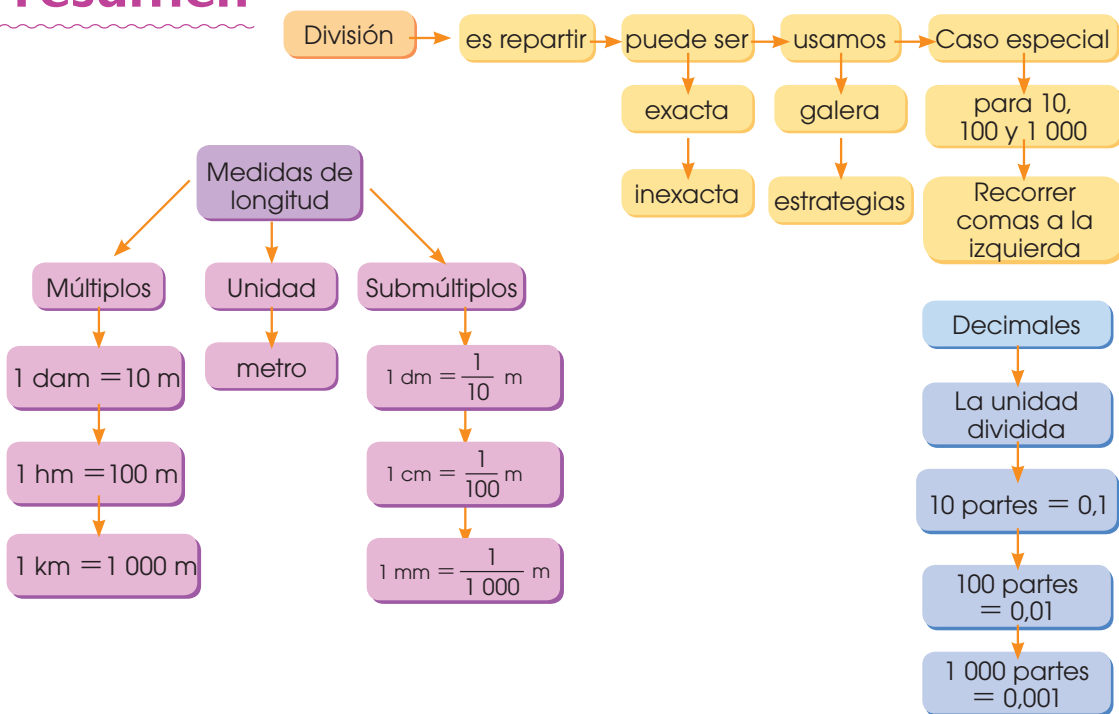 resumen
División
es repartir
puede ser
usamos
Caso especial
exacta
inexacta
galera
estrategias
para 10,
100 y 1 000
Recorrer
comas a la
izquierda
Medidas de
longitud
Múltiplos
1 dam = 10 m
1 hm = 100 m
1 km = 1 000 m
Unidad
metro
Submúltiplos
1 dm = 1/10 m
1 cm = 1/100 m
1 mm = 1/1 000 m
Decimales
La unidad
dividida
10 partes = 0,1
100 partes
= 0,01
1 000 partes
= 0,001